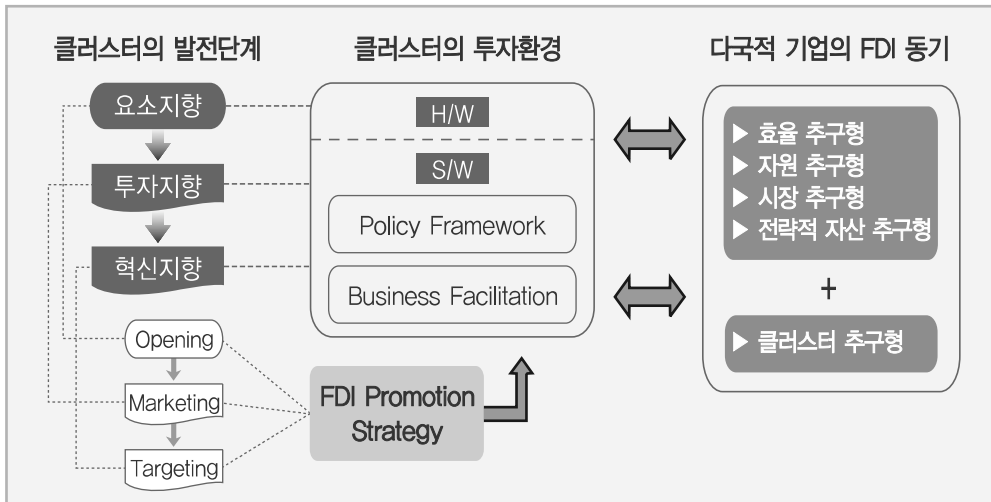 클러스터의 발전단계
요소지향
투자지향
혁신지향
Opening
Marketing
Targeting
클러스터의 투자환경
H/W
S/W
Policy Framework
Business Facilitation
FDI Promotion
Strategy
다국적 기업의 FDI 동기
▶ 효율 추구형
▶ 자원 추구형
▶ 시장 추구형
▶ 전략적 자산 추구형
+
▶ 클러스터 추구형